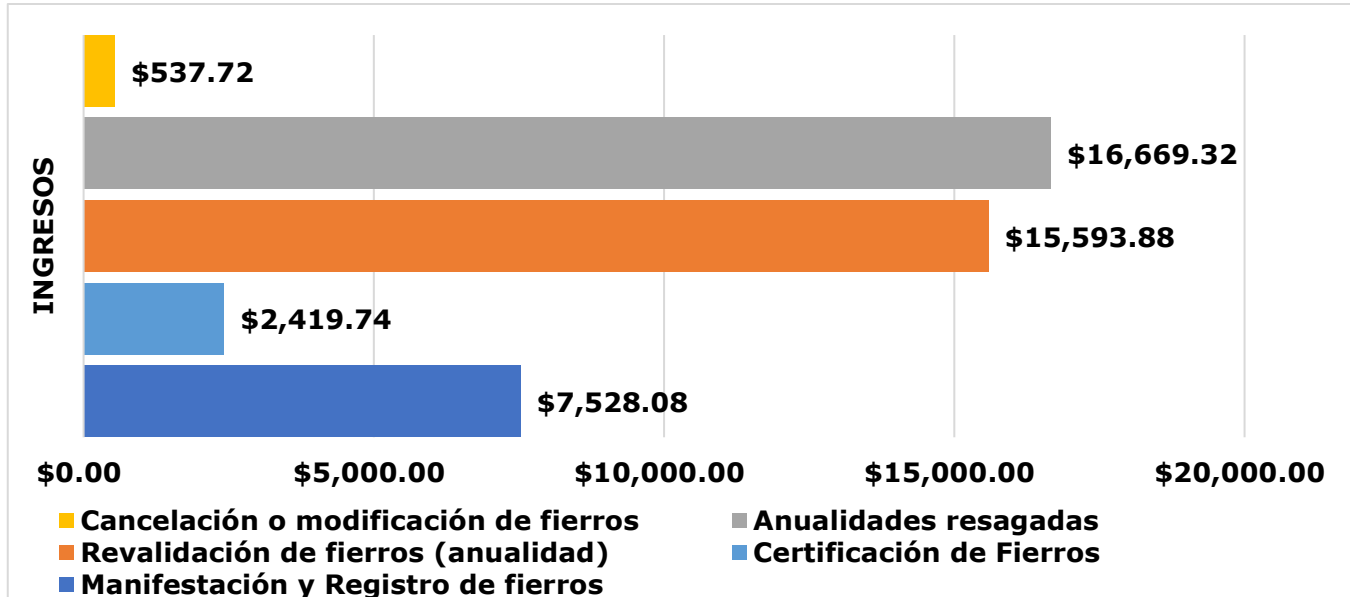 INGRESOS
$537.72
$16,669.32
$15,593.88
$2,419.74
$7,528.08
$0.00 $5,000.00 $10,000.00 $15,000.00 $20,000.00
Cancelación o modificación de fierros Anualidades resagadas
Revalidación de fierros (anualidad) Certificación de Fierros
Manifestación y Registro de fierros